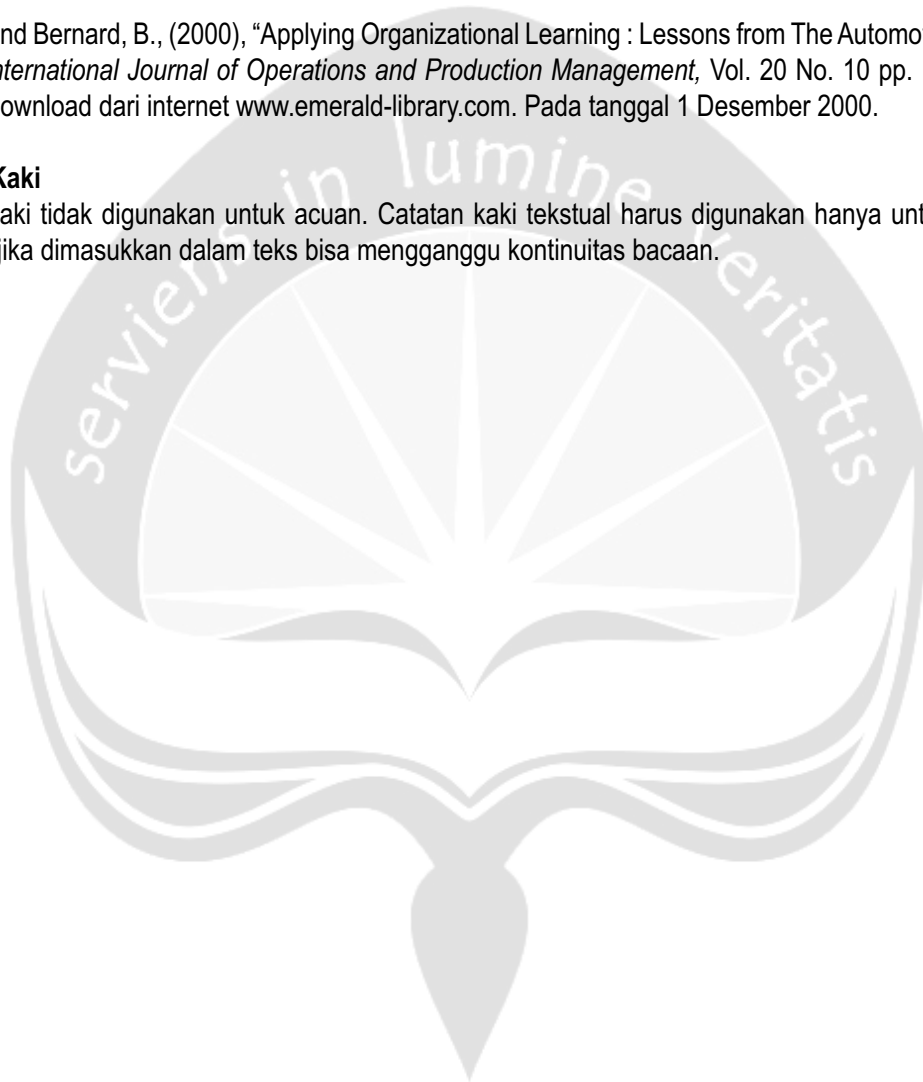 nd Bernard, B., (2000), “Applying Organizational Learning : Lessons from The Automo
nternational Journal of Operations and Production Management, Vol. 20 No. 10 pp.
ownload dari internet www.emerald-library.com. Pada tanggal 1 Desember 2000.
Kaki
aki tidak digunakan untuk acuan. Catatan kaki tekstual harus digunakan hanya unt
jika dimasukkan dalam teks bisa mengganggu kontinuitas bacaan.
serviens in lumine veritatis